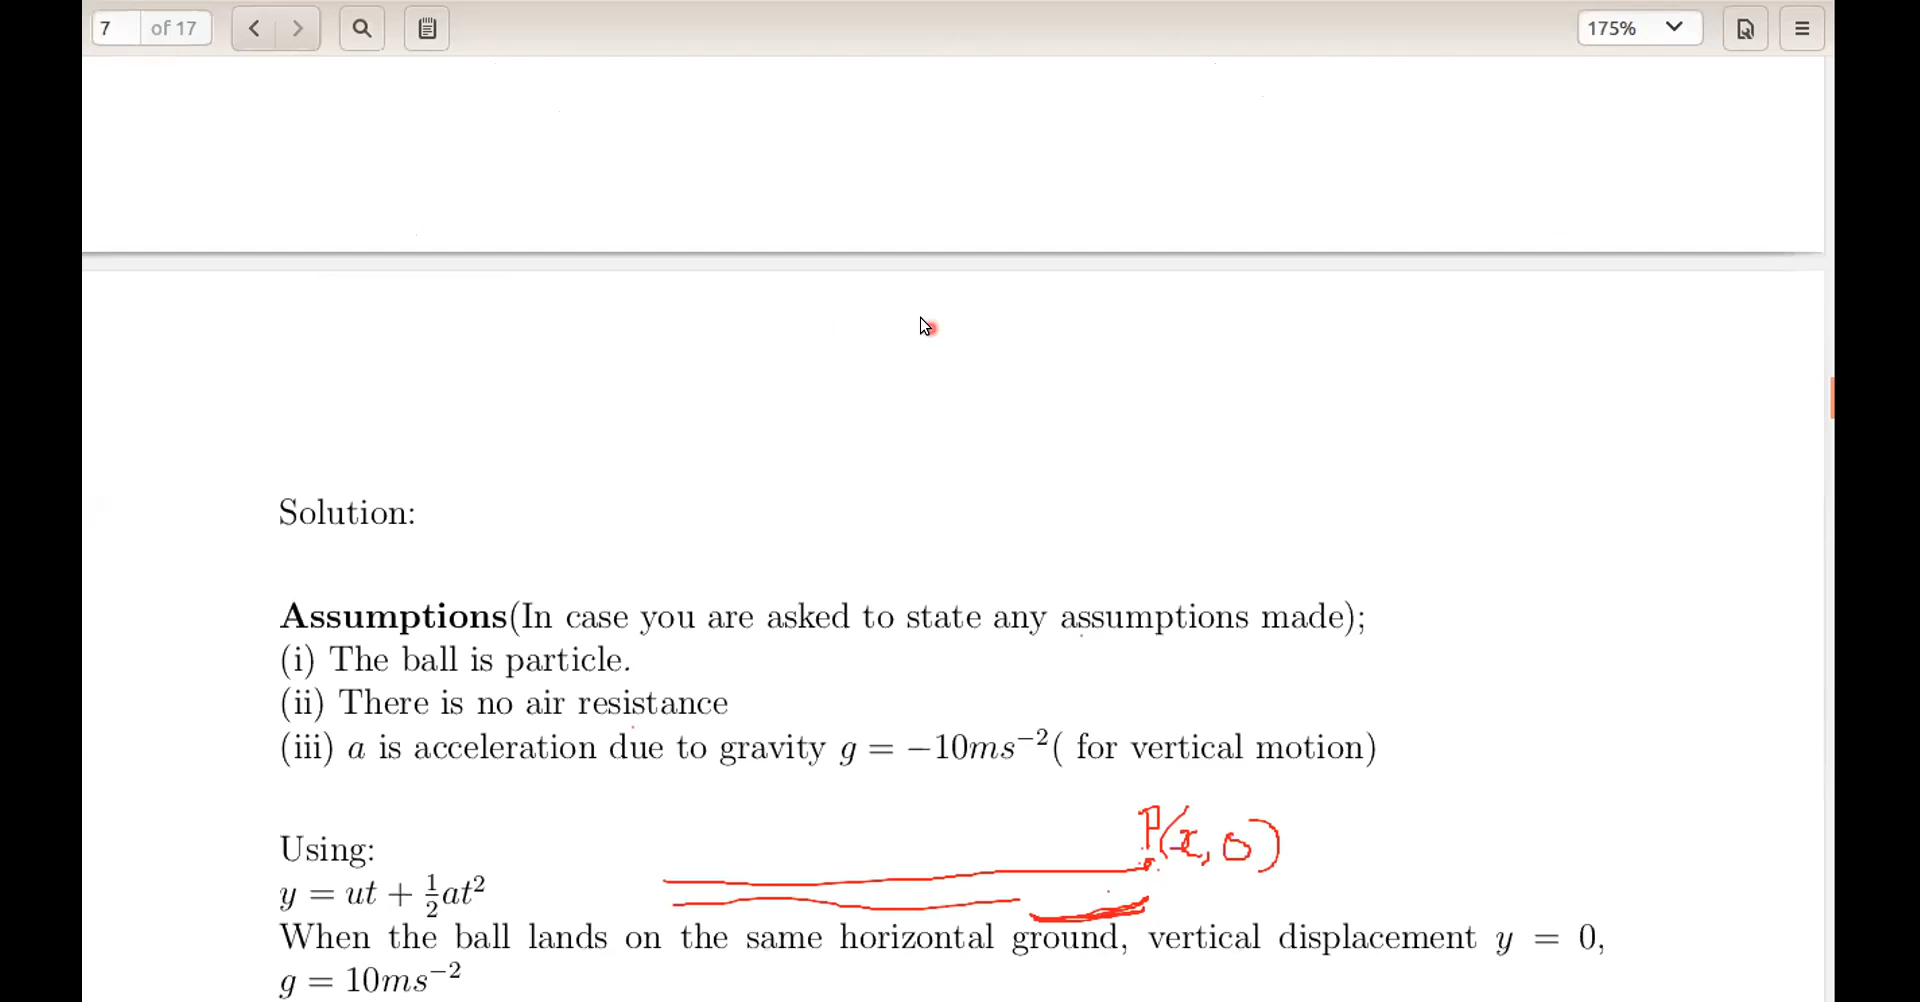 7 of 17 175%
Solution:
Assumptions(In case you are asked to state any assumptions made);
(i) The ball is particle.
(ii) There is no air resistance
(iii) a is acceleration due to gravity g = −10ms⁻²( for vertical motion)
P(x, 0)
Using:
y = ut + ½at²
When the ball lands on the same horizontal ground, vertical displacement y = 0,
g = 10ms⁻²